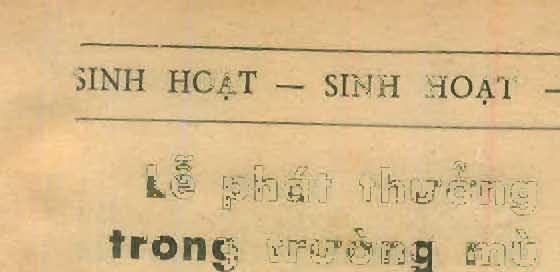 SINH HOẠT — SINH HOẠT —
Lễ phát thưởng
trong trường mù